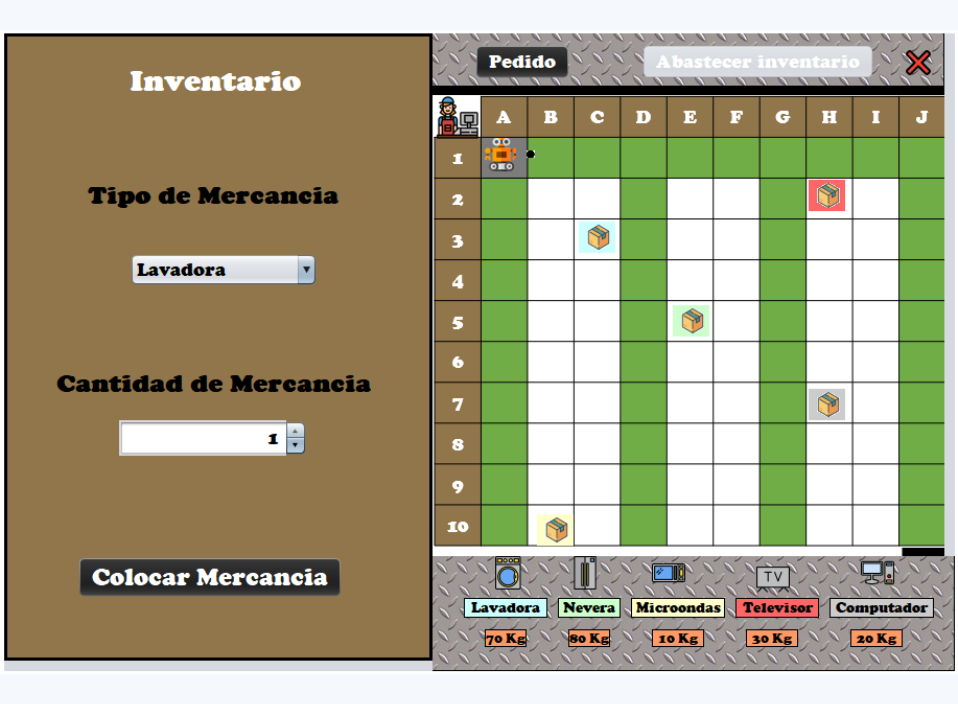 Inventario
Tipo de Mercancia
Lavadora
Cantidad de Mercancia
1
Colocar Mercancia
Pedido Abastecer inventario
A B C D E F G H I J
1
2
3
4
5
6
7
8
9
10
TV
Lavadora Nevera Microondas Televisor Computador
70 Kg 80 Kg 10 Kg 30 Kg 20 Kg